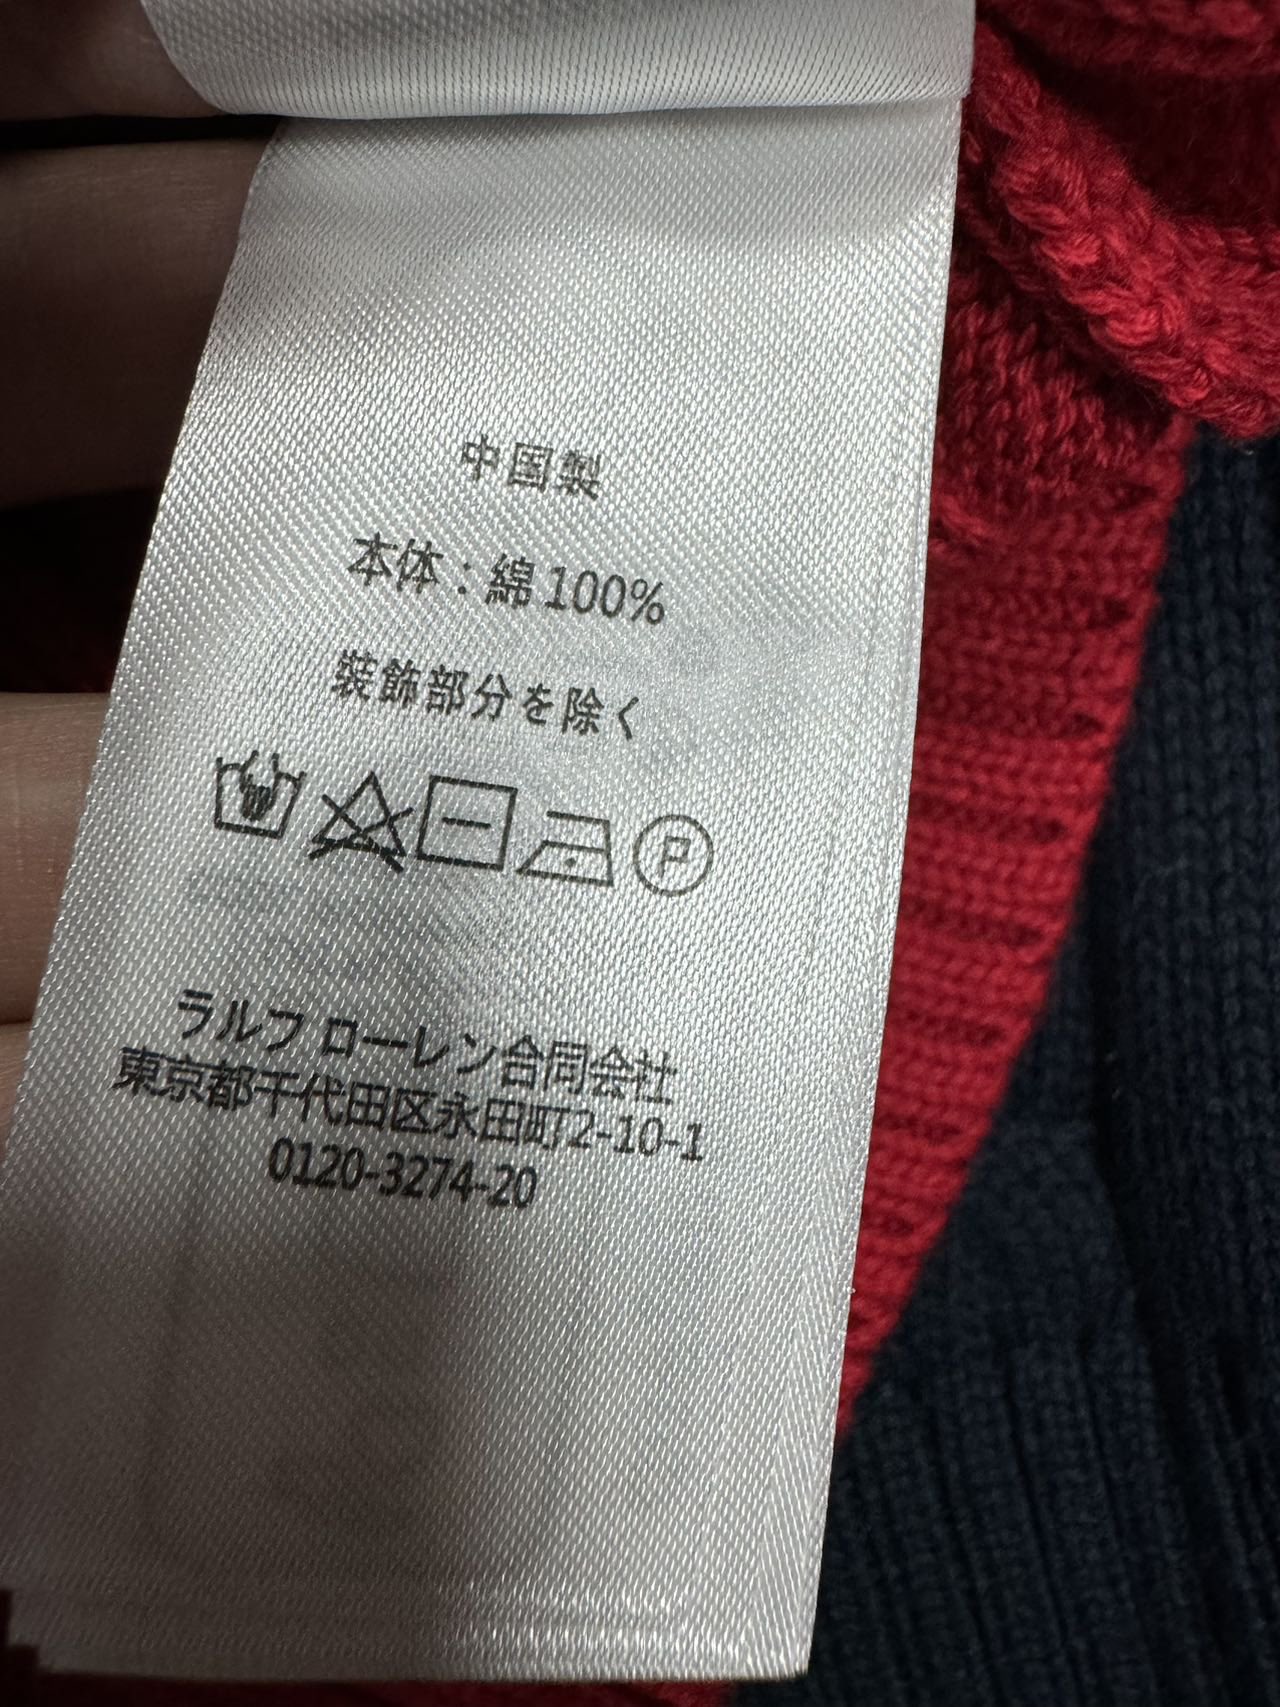 中国製
本体：綿100%
装飾部分を除く
P
ラルフ ローレン合同会社
東京都千代田区永田町2-10-1
0120-3274-20